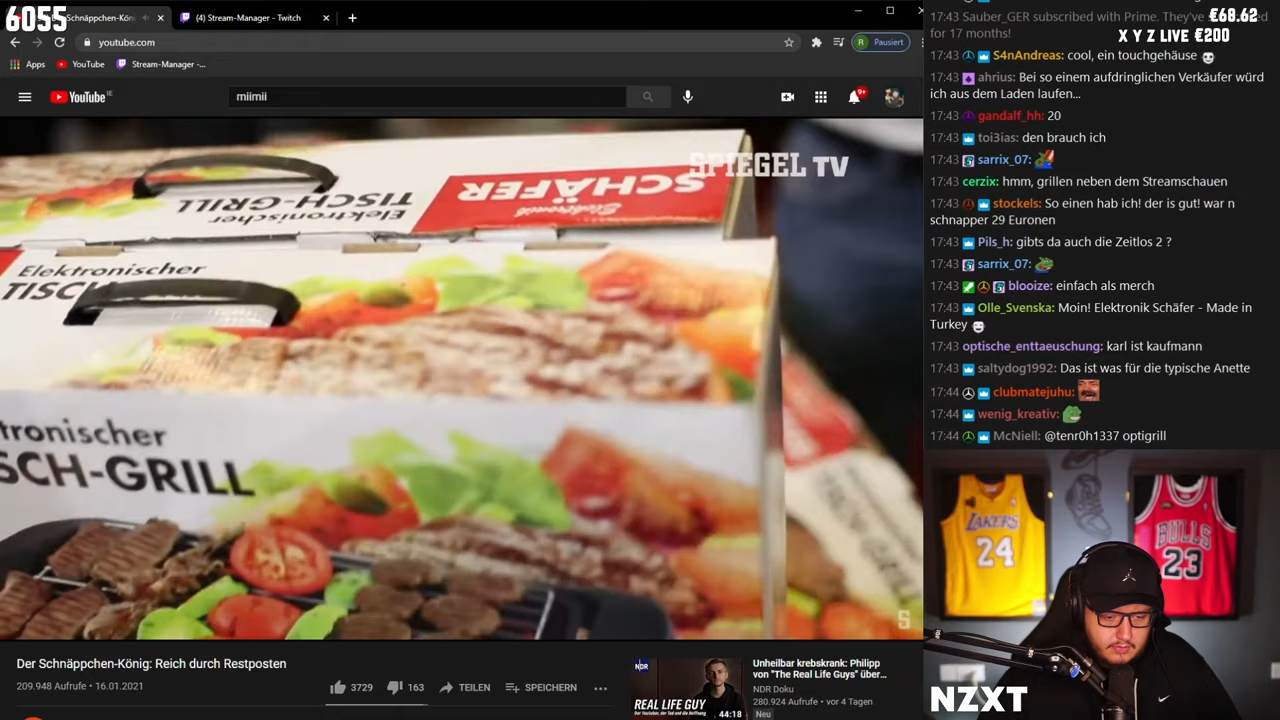 6055
Schnäppchen-Köni
(4) Stream-Manager - Twitch
youtube.com
R
Pausiert
Apps
YouTube
Stream-Manager -...
YouTube
IE
miimii
9+
SPIEGEL TV
SCHÄFER
Elektronik
Elektronischer
TISCH-GRILL
Elektronischer
TISCH
tronischer
SCH-GRILL
S
Der Schnäppchen-König: Reich durch Restposten
209.948 Aufrufe • 16.01.2021
3729
163
TEILEN
SPEICHERN
NDR
REAL LIFE GUY
44:18
Unheilbar krebskrank: Philipp
von "The Real Life Guys" über...
NDR Doku
280.924 Aufrufe • vor 4 Tagen
Neu
€68.62
X Y Z LIVE €200
17:43 Sauber_GER subscribed with Prime. They've
for 17 months!
17:43 S4nAndreas: cool, ein touchgehäuse
17:43 ahrius: Bei so einem aufdringlichen Verkäufer würd
ich aus dem Laden laufen...
17:43 gandalf_hh: 20
17:43 toi3ias: den brauch ich
17:43 sarrix_07:
17:43 cerzix: hmm, grillen neben dem Streamschauen
17:43 stockels: So einen hab ich! der is gut! war n
schnapper 29 Euronen
17:43 Pils_h: gibts da auch die Zeitlos 2 ?
17:43 sarrix_07:
17:43 blooize: einfach als merch
17:43 Olle_Svenska: Moin! Elektronik Schäfer - Made in
Turkey
17:43 optische_enttaeuschung: karl ist kaufmann
17:43 saltydog1992: Das ist was für die typische Anette
17:44 clubmatejuhu:
17:44 wenig_kreativ:
17:44 McNiell: @tenr0h1337 optigrill
LAKERS
24
BULLS
23
NZXT